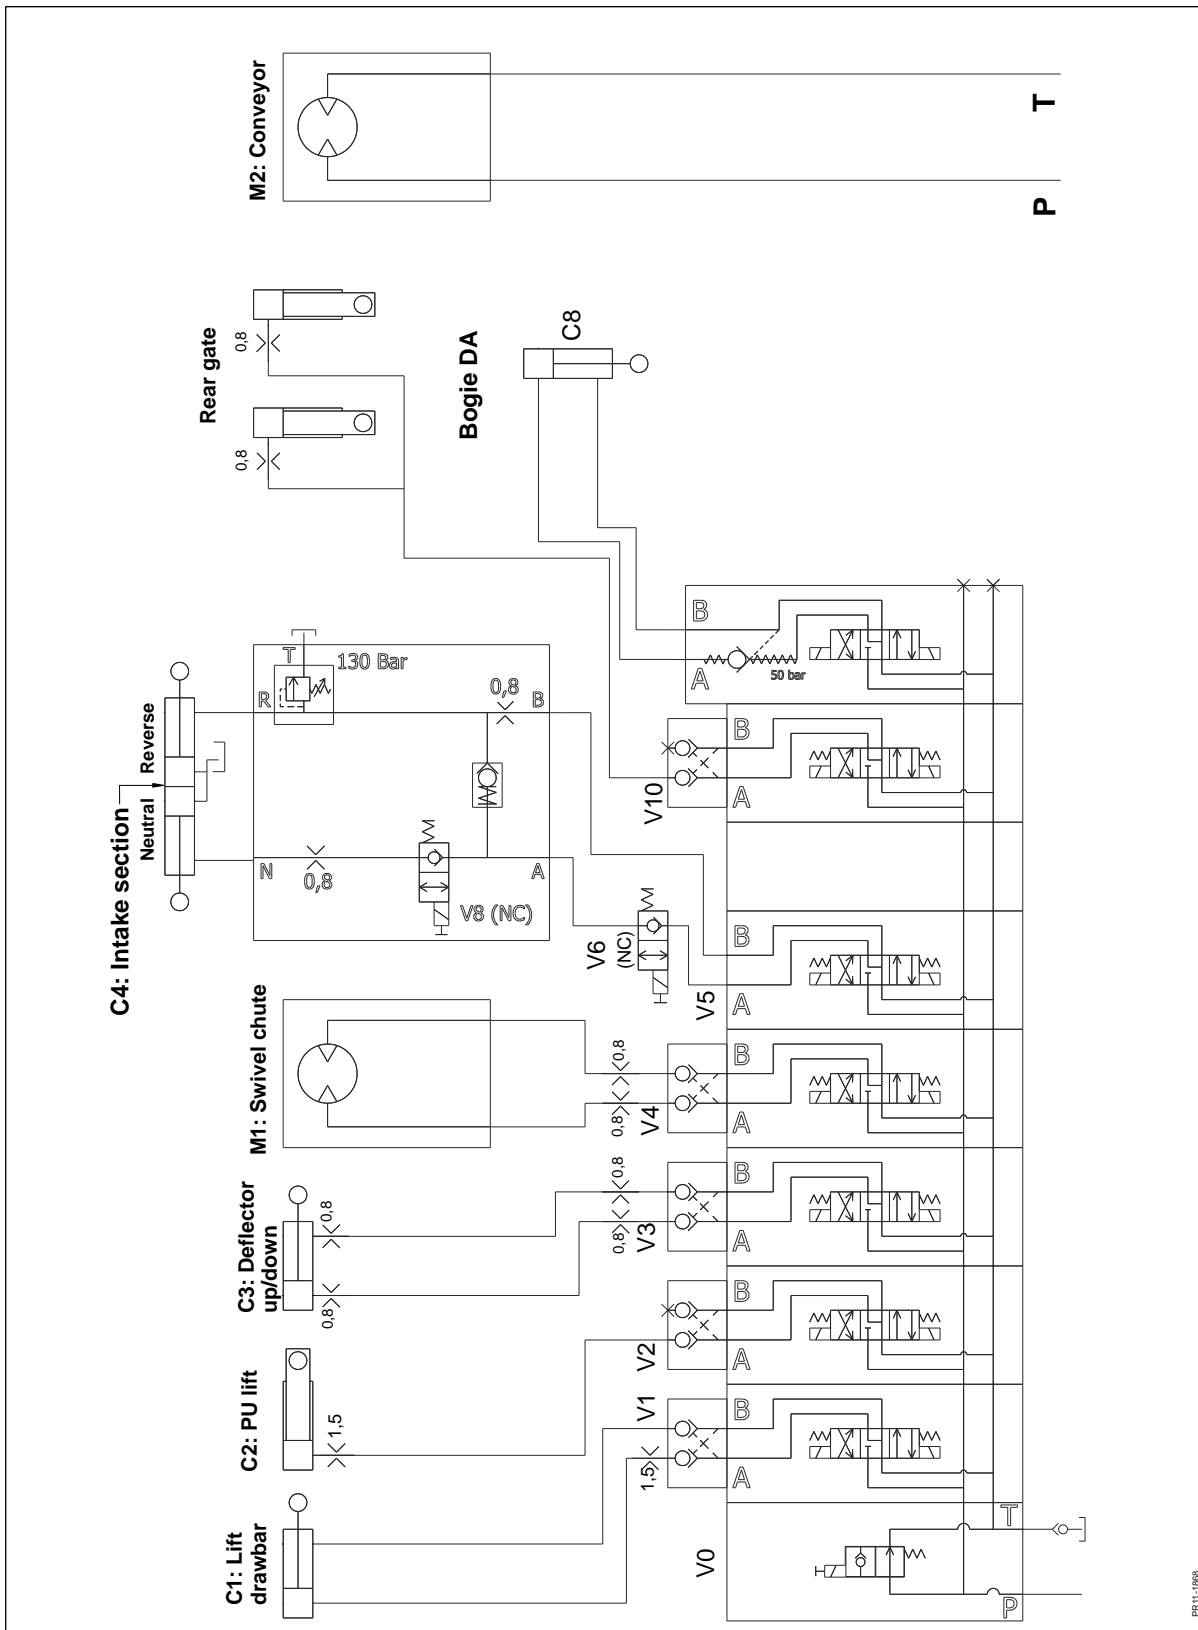 M2: Conveyor
T
P
Rear gate
0,8
0,8
Bogie DA
C8
C4: Intake section
Neutral
Reverse
T
130 Bar
R
0,8
B
N
0,8
A
V8 (NC)
V6
(NC)
V10
B
A
50 bar
B
A
M1: Swivel chute
V5
B
A
0,8
0,8
V4
B
A
C3: Deflector
up/down
0,8
0,8
0,8
0,8
V3
B
A
C2: PU lift
1,5
V2
B
A
C1: Lift
drawbar
V1
1,5
B
A
V0
T
P
PR11-1868